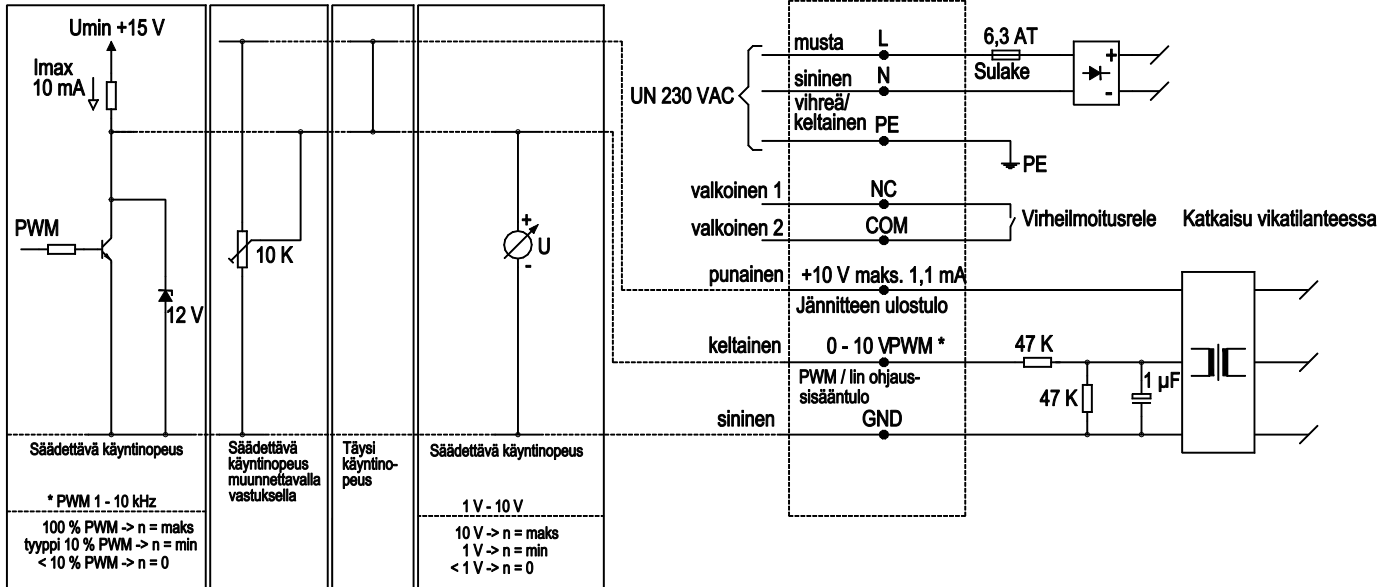 Umin +15 V
Imax
10 mA
PWM
12 V
Säädettävä käyntinopeus
* PWM 1 - 10 kHz
100 % PWM -> n = maks
tyyppi 10 % PWM -> n = min
< 10 % PWM -> n = 0
10 K
Säädettävä
käyntinopeus
muunnettavalla
vastuksella
Täysi
käyntino-
peus
+
U
-
Säädettävä käyntinopeus
1 V - 10 V
10 V -> n = maks
1 V -> n = min
< 1 V -> n = 0
UN 230 VAC
musta L
sininen N
vihreä/
keltainen PE
6,3 AT
Sulake
+
-
PE
valkoinen 1 NC
valkoinen 2 COM
Virheilmoitusrele Katkaisu vikatilanteessa
punainen +10 V maks. 1,1 mA
Jännitteen ulostulo
keltainen 0 - 10 VPWM *
PWM / lin ohjaus-
sisääntulo
47 K
47 K
1 µF
sininen GND